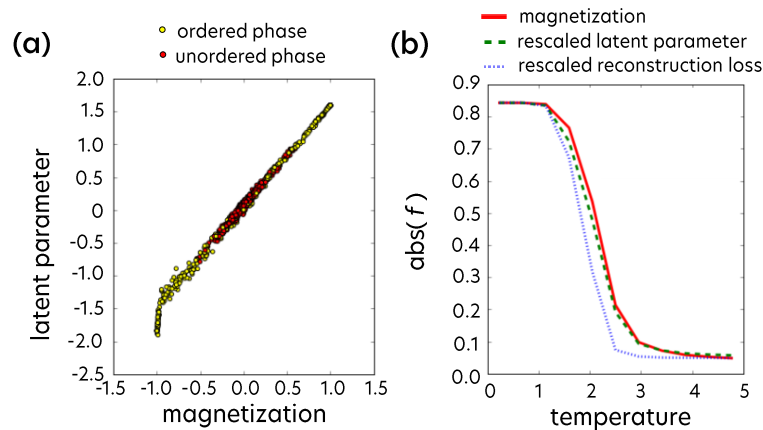 (a)
ordered phase
unordered phase
2.0
1.5
1.0
0.5
0
-0.5
-1.0
-1.5
-2.0
-2.5
latent parameter
-1.5 -1.0 -0.5 0.0 0.5 1.0 1.5
magnetization
(b)
magnetization
rescaled latent parameter
rescaled reconstruction loss
0.9
0.8
0.7
0.6
0.5
0.4
0.3
0.2
0.1
0.0
abs(f)
0 1 2 3 4 5
temperature